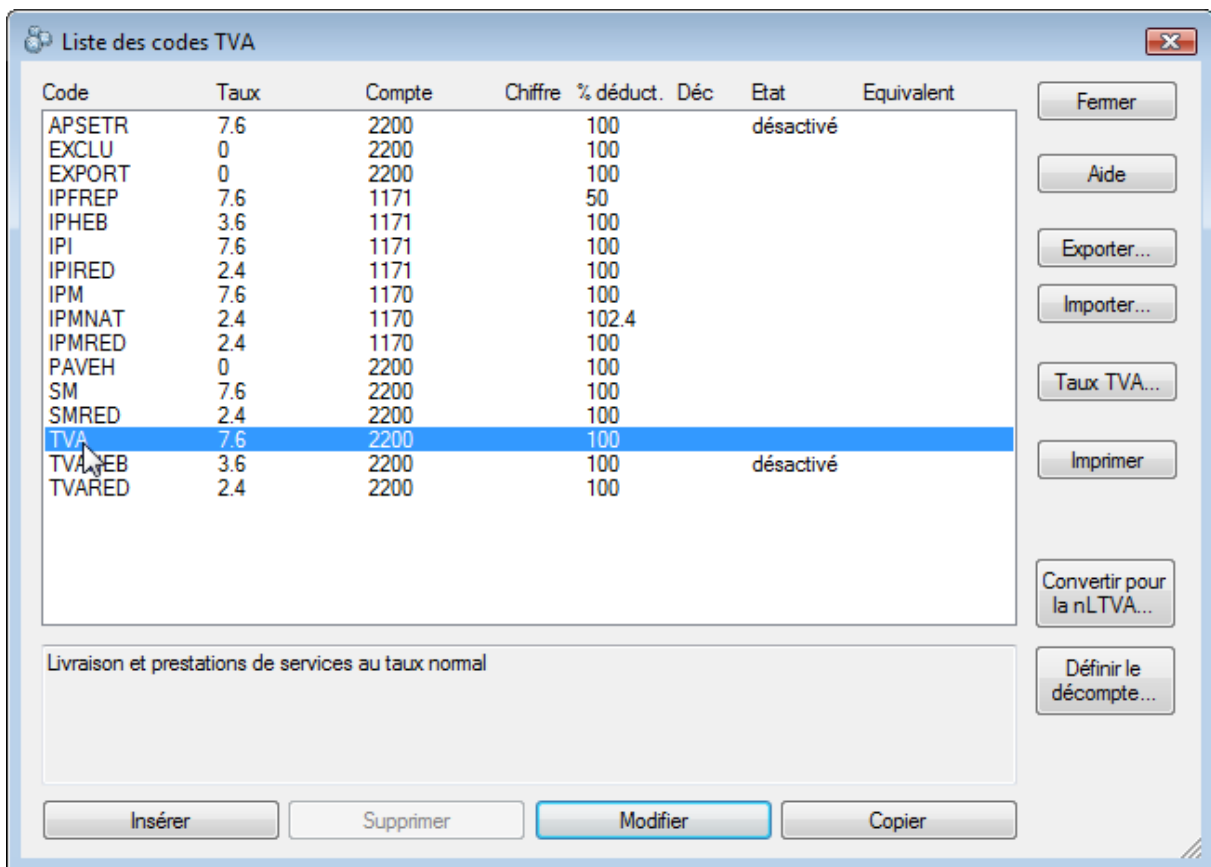 Liste des codes TVA
Code Taux Compte Chiffre % déduct. Déc Etat Equivalent
APSETR 7.6 2200 100 désactivé
EXCLU 0 2200 100
EXPORT 0 2200 100
IPFREP 7.6 1171 50
IPHEB 3.6 1171 100
IPI 7.6 1171 100
IPIRED 2.4 1171 100
IPM 7.6 1170 100
IPMNAT 2.4 1170 102.4
IPMRED 2.4 1170 100
PAVEH 0 2200 100
SM 7.6 2200 100
SMRED 2.4 2200 100
TVA 7.6 2200 100
3.6 2200 100 désactivé
TVARED 2.4 2200 100
Fermer
Aide
Exporter...
Importer...
Taux TVA...
Imprimer
Convertir pour
la nLTVA...
Définir le
décompte...
Livraison et prestations de services au taux normal
Insérer Supprimer Modifier Copier